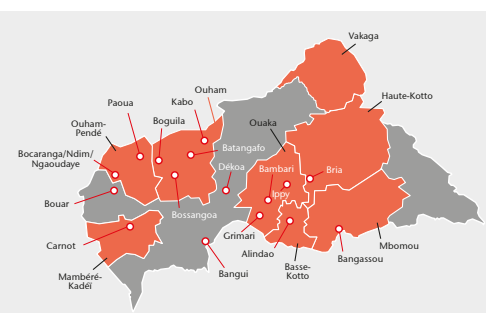 Vakaga
Ouham
Haute-Kotto
Kabo
Paoua
Boguila
Ouaka
Ouham-
Pendé
Batangafo
Bocaranga/Ndim/
Ngaoudaye
Dékoa
Bambari
Bria
Ippy
Bouar
Bossangoa
Grimari
Carnot
Mbomou
Alindao
Bangassou
Basse-
Kotto
Bangui
Mambéré-
Kadéï